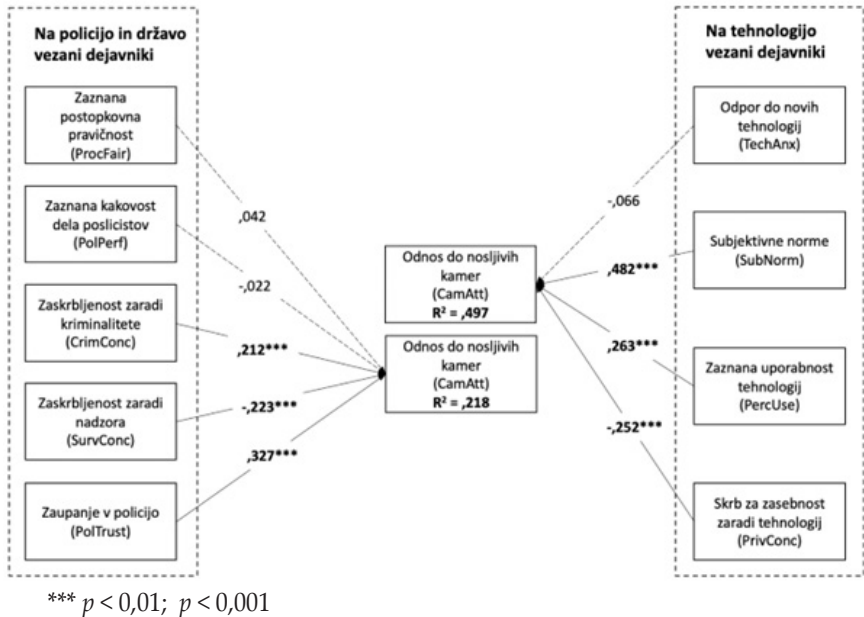 Na policijo in državo
vezani dejavniki
Zaznana
postopkovna
pravičnost
(ProcFair)
Zaznana kakovost
dela poslicistov
(PolPerf)
Zaskrbljenost zaradi
kriminalitete
(CrimConc)
Zaskrbljenost zaradi
nadzora
(SurvConc)
Zaupanje v policijo
(PolTrust)
,042
-,022
,212***
-,223***
,327***
Odnos do nosljivih
kamer
(CamAtt)
R² = ,497
Odnos do nosljivih
kamer
(CamAtt)
R² = ,218
-,066
,482***
,263***
-,252***
Na tehnologijo
vezani dejavniki
Odpor do novih
tehnologij
(TechAnx)
Subjektivne norme
(SubNorm)
Zaznana uporabnost
tehnologij
(PercUse)
Skrb za zasebnost
zaradi tehnologij
(PrivConc)
*** p < 0,01; p < 0,001